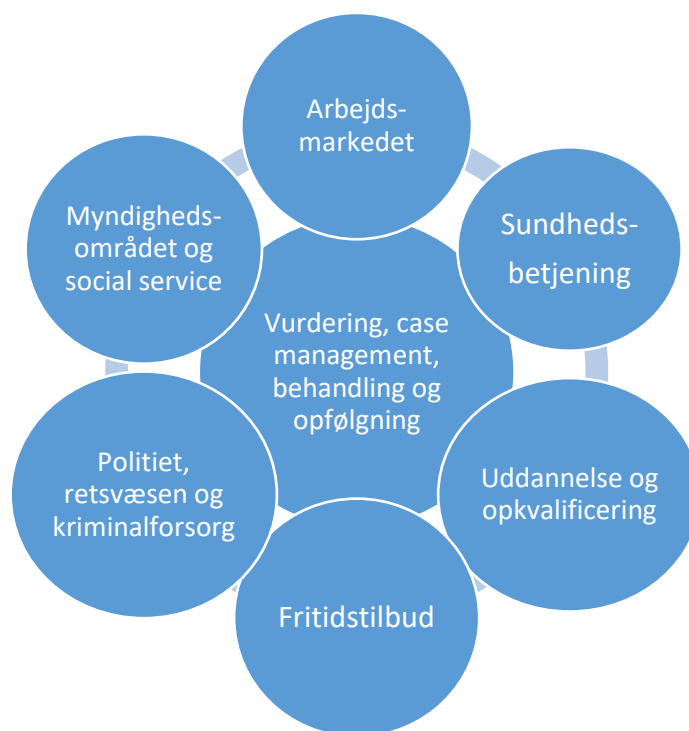 Arbejds-
markedet
Sundheds-
betjening
Uddannelse og
opkvalificering
Fritidstilbud
Politiet,
retsvæsen og
kriminalforsorg
Myndigheds-
området og
social service
Vurdering, case
management,
behandling og
opfølgning